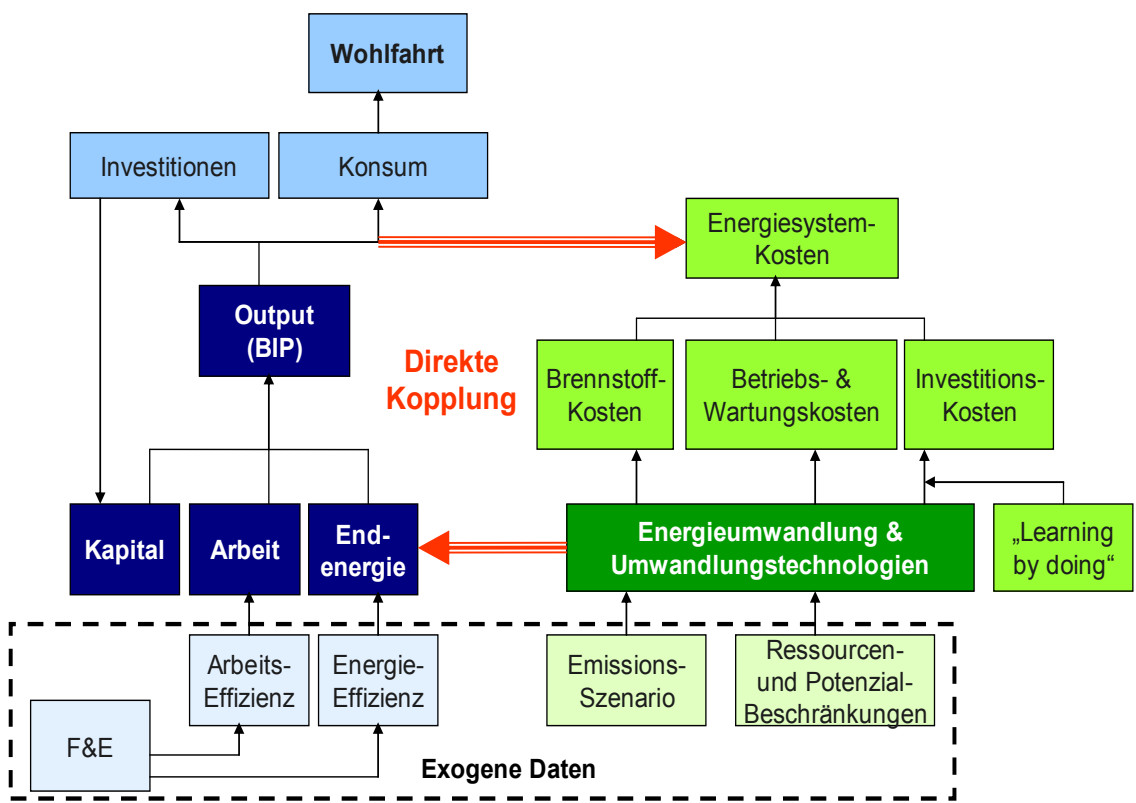 Wohlfahrt
Investitionen
Konsum
Energiesystem-
Kosten
Output
(BIP)
Direkte
Kopplung
Brennstoff-
Kosten
Betriebs- &
Wartungskosten
Investitions-
Kosten
Kapital
Arbeit
End-
energie
Energieumwandlung &
Umwandlungstechnologien
„Learning
by doing“
Arbeits-
Effizienz
Energie-
Effizienz
Emissions-
Szenario
Ressourcen-
und Potenzial-
Beschränkungen
F&E
Exogene Daten